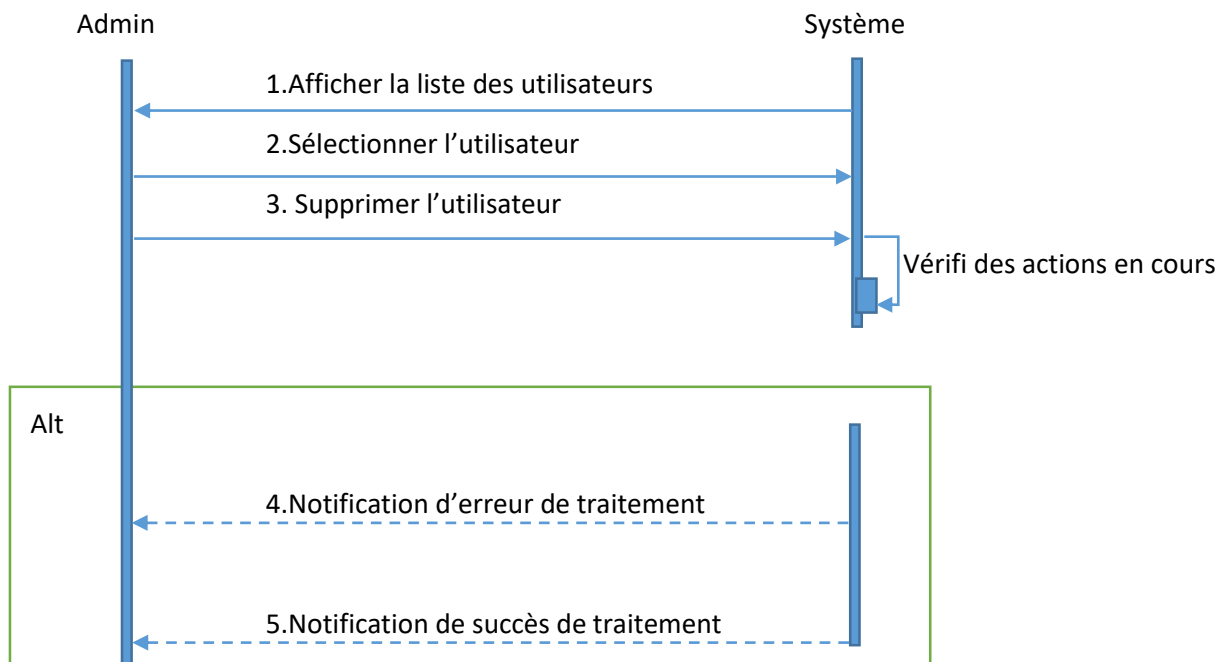 Admin
Système
1.Afficher la liste des utilisateurs
2.Sélectionner l’utilisateur
3. Supprimer l’utilisateur
Vérifi des actions en cours
Alt
4.Notification d’erreur de traitement
5.Notification de succès de traitement